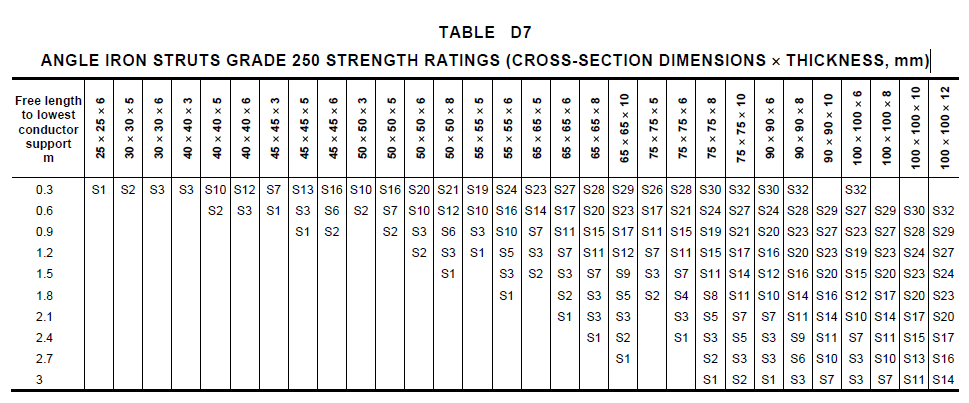 TABLE D7
ANGLE IRON STRUTS GRADE 250 STRENGTH RATINGS (CROSS-SECTION DIMENSIONS × THICKNESS, mm)
Free length
to lowest
conductor
support
m
25 × 25 × 6
30 × 30 × 5
30 × 30 × 6
40 × 40 × 3
40 × 40 × 5
40 × 40 × 6
45 × 45 × 3
45 × 45 × 5
45 × 45 × 6
50 × 50 × 3
50 × 50 × 5
50 × 50 × 6
50 × 50 × 8
55 × 55 × 5
55 × 55 × 6
65 × 65 × 5
65 × 65 × 6
65 × 65 × 8
65 × 65 × 10
75 × 75 × 5
75 × 75 × 6
75 × 75 × 8
75 × 75 × 10
90 × 90 × 6
90 × 90 × 8
90 × 90 × 10
100 × 100 × 6
100 × 100 × 8
100 × 100 × 10
100 × 100 × 12
0.3 S1 S2 S3 S3 S10 S12 S7 S13 S16 S10 S16 S20 S21 S19 S24 S23 S27 S28 S29 S26 S28 S30 S32 S30 S32 S32
0.6 S2 S3 S1 S3 S6 S2 S7 S10 S12 S10 S16 S14 S17 S20 S23 S17 S21 S24 S27 S24 S28 S29 S27 S29 S30 S32
0.9 S1 S2 S2 S3 S6 S3 S10 S7 S11 S15 S17 S11 S15 S19 S21 S20 S23 S27 S23 S27 S28 S29
1.2 S2 S3 S1 S5 S3 S7 S11 S12 S7 S11 S15 S17 S16 S20 S23 S19 S23 S24 S27
1.5 S1 S3 S2 S3 S7 S9 S3 S7 S11 S14 S12 S16 S20 S15 S20 S23 S24
1.8 S1 S2 S3 S5 S2 S4 S8 S11 S10 S14 S16 S12 S17 S20 S23
2.1 S1 S3 S3 S3 S5 S7 S7 S11 S14 S10 S14 S17 S20
2.4 S1 S2 S1 S3 S5 S3 S9 S11 S7 S11 S15 S17
2.7 S1 S2 S3 S3 S6 S10 S3 S10 S13 S16
3 S1 S2 S1 S3 S7 S3 S7 S11 S14